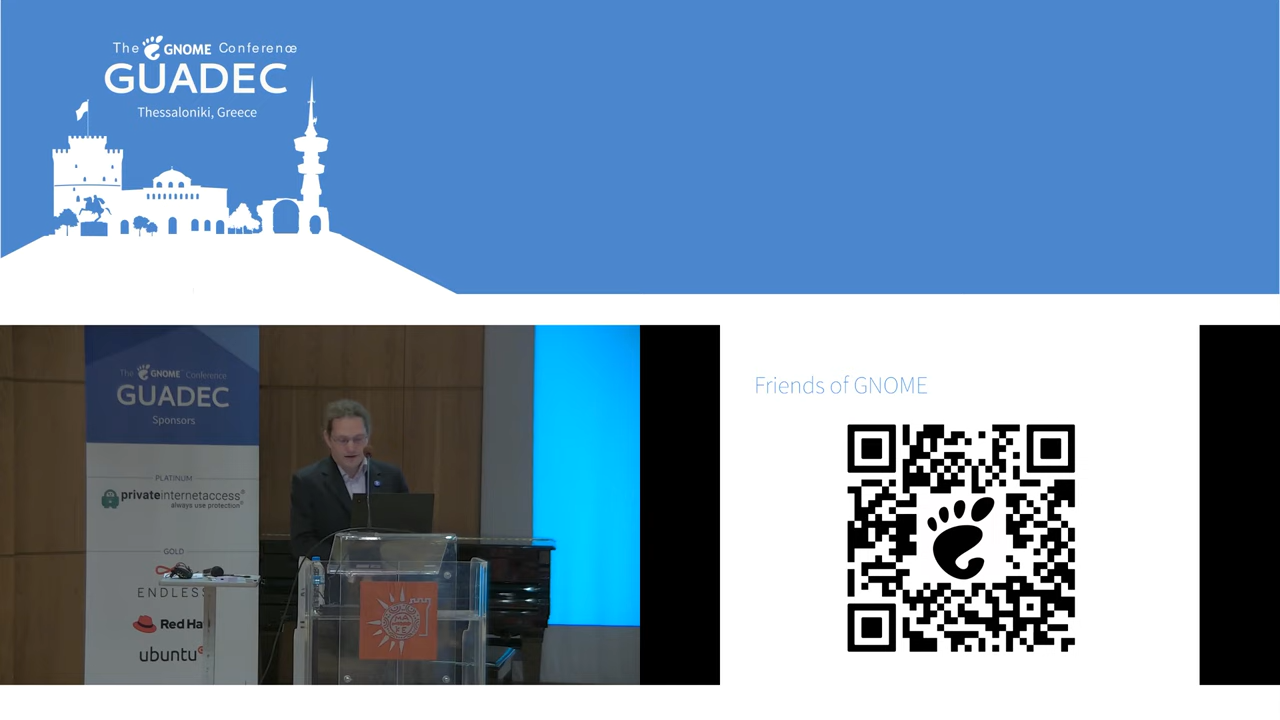 The GNOME Conference
GUADEC
Thessaloniki, Greece
The GNOME Conference
GUADEC
Sponsors
PLATINUM
privateinternetaccess®
always use protection®
GOLD
ENDLESS
Red Ha
ubuntu
Friends of GNOME